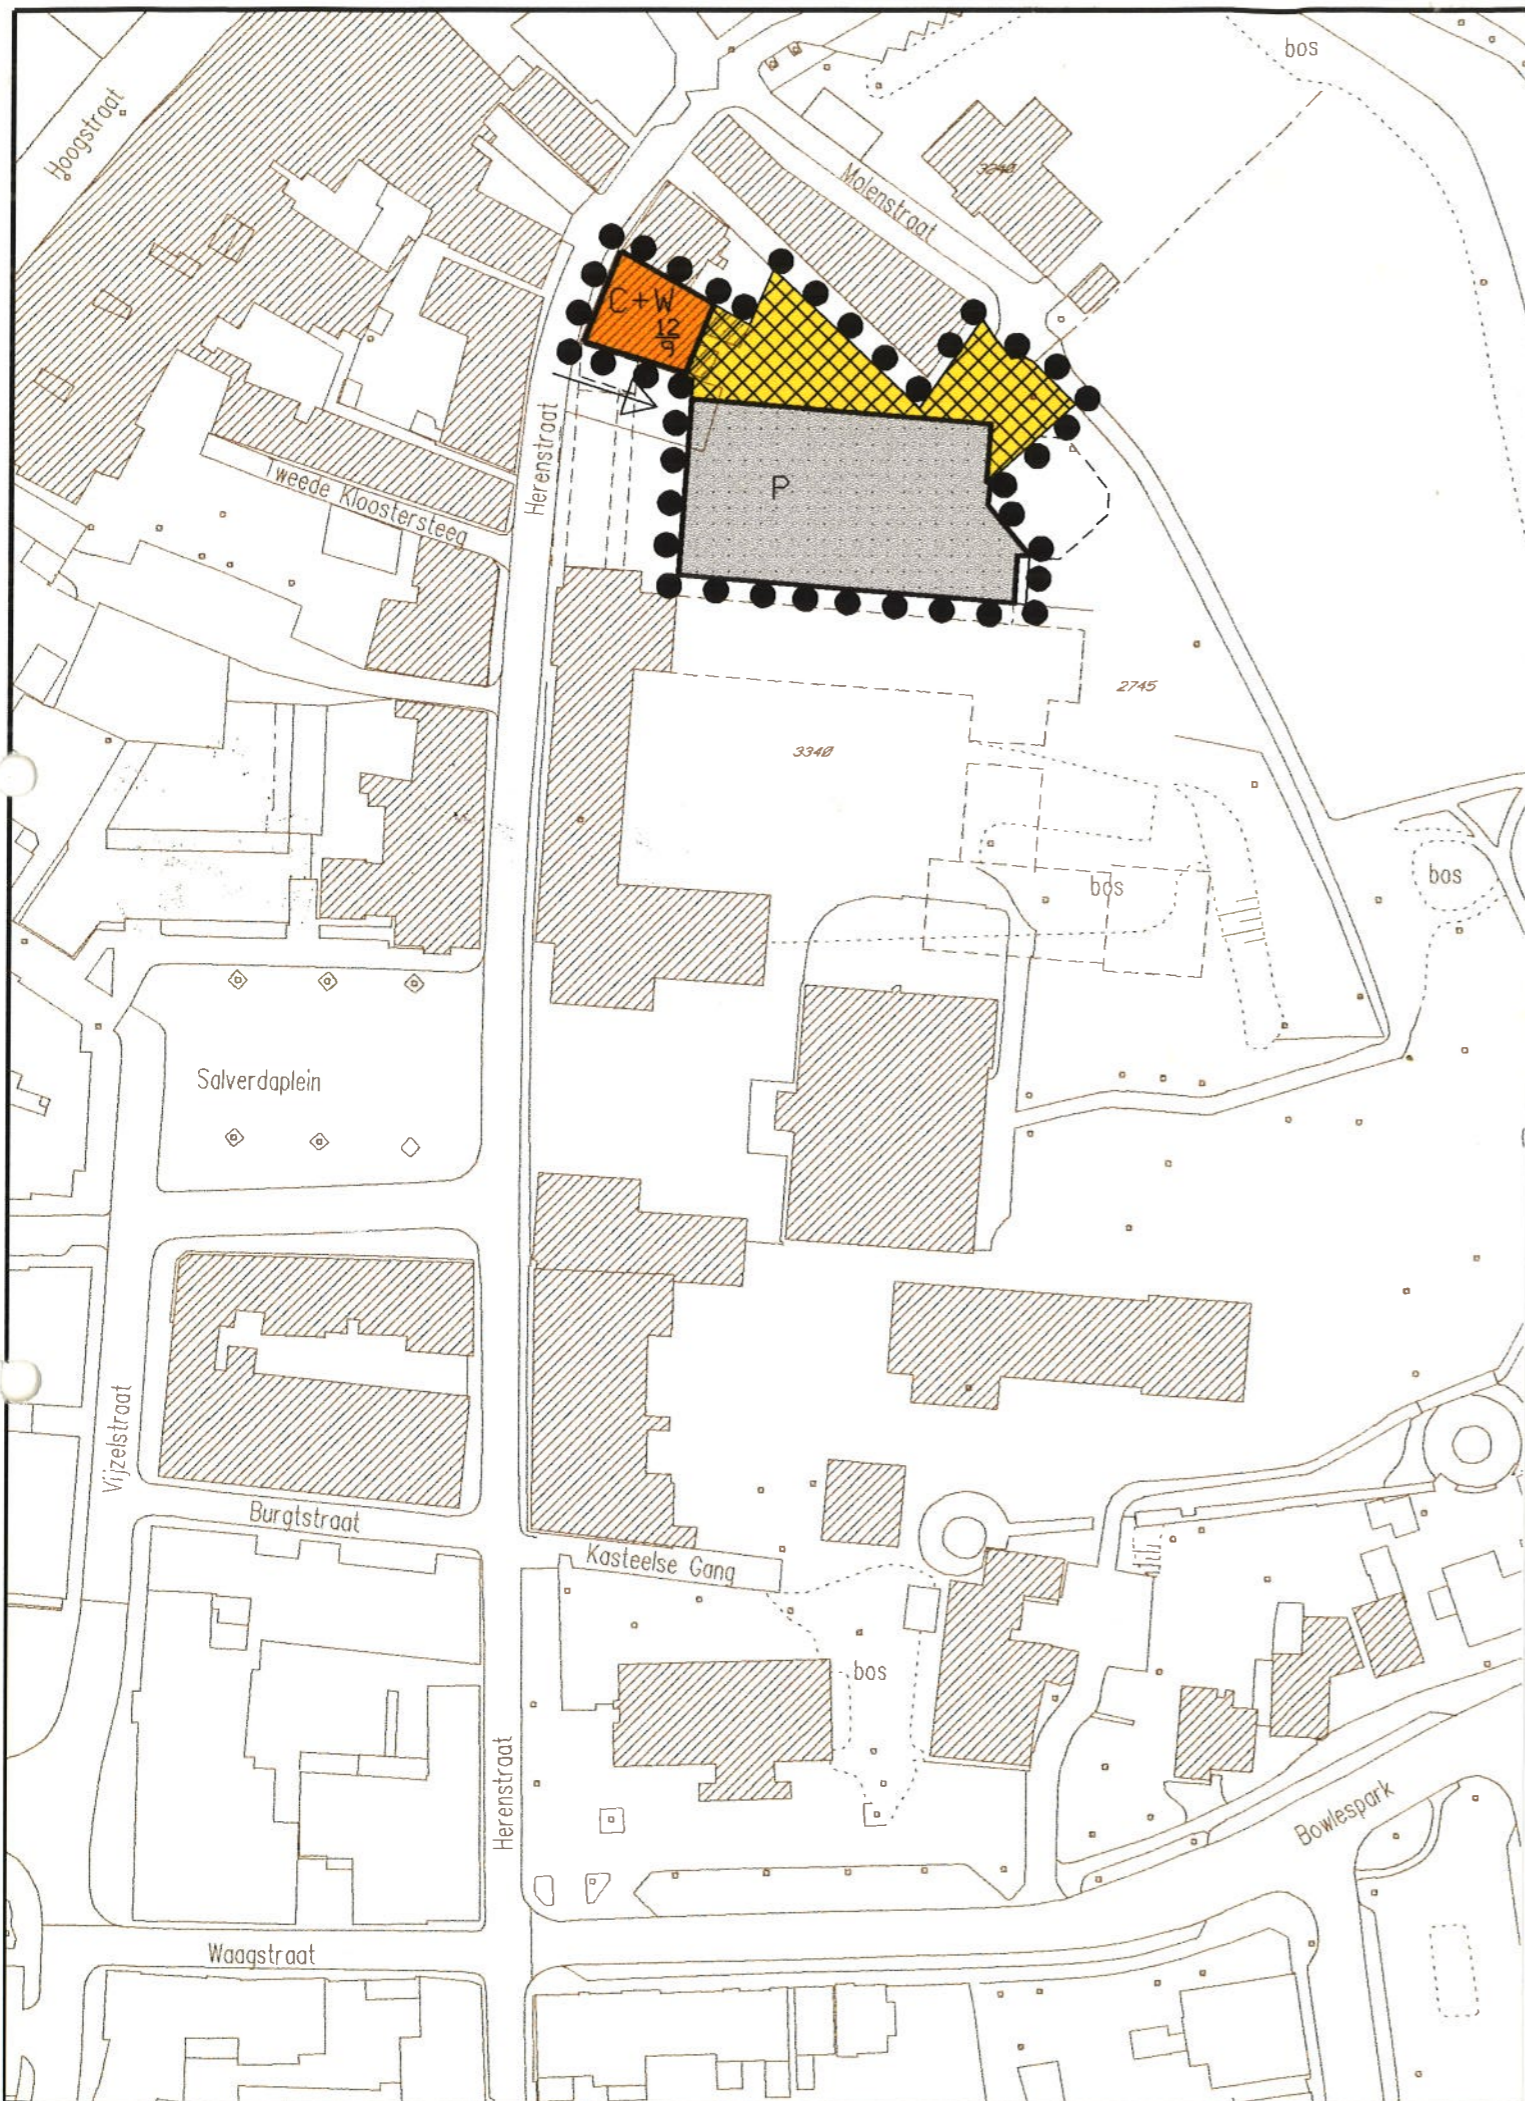 bos
Hoogstraat
Molenstraat
3240
C+W
12
9
Herenstraat
Tweede Kloostersteeg
P
2745
3340
bos
bos
Salverdaplein
Vijzelstraat
Burgtstraat
Kasteelse Gang
bos
Herenstraat
Bowlespark
Waagstraat